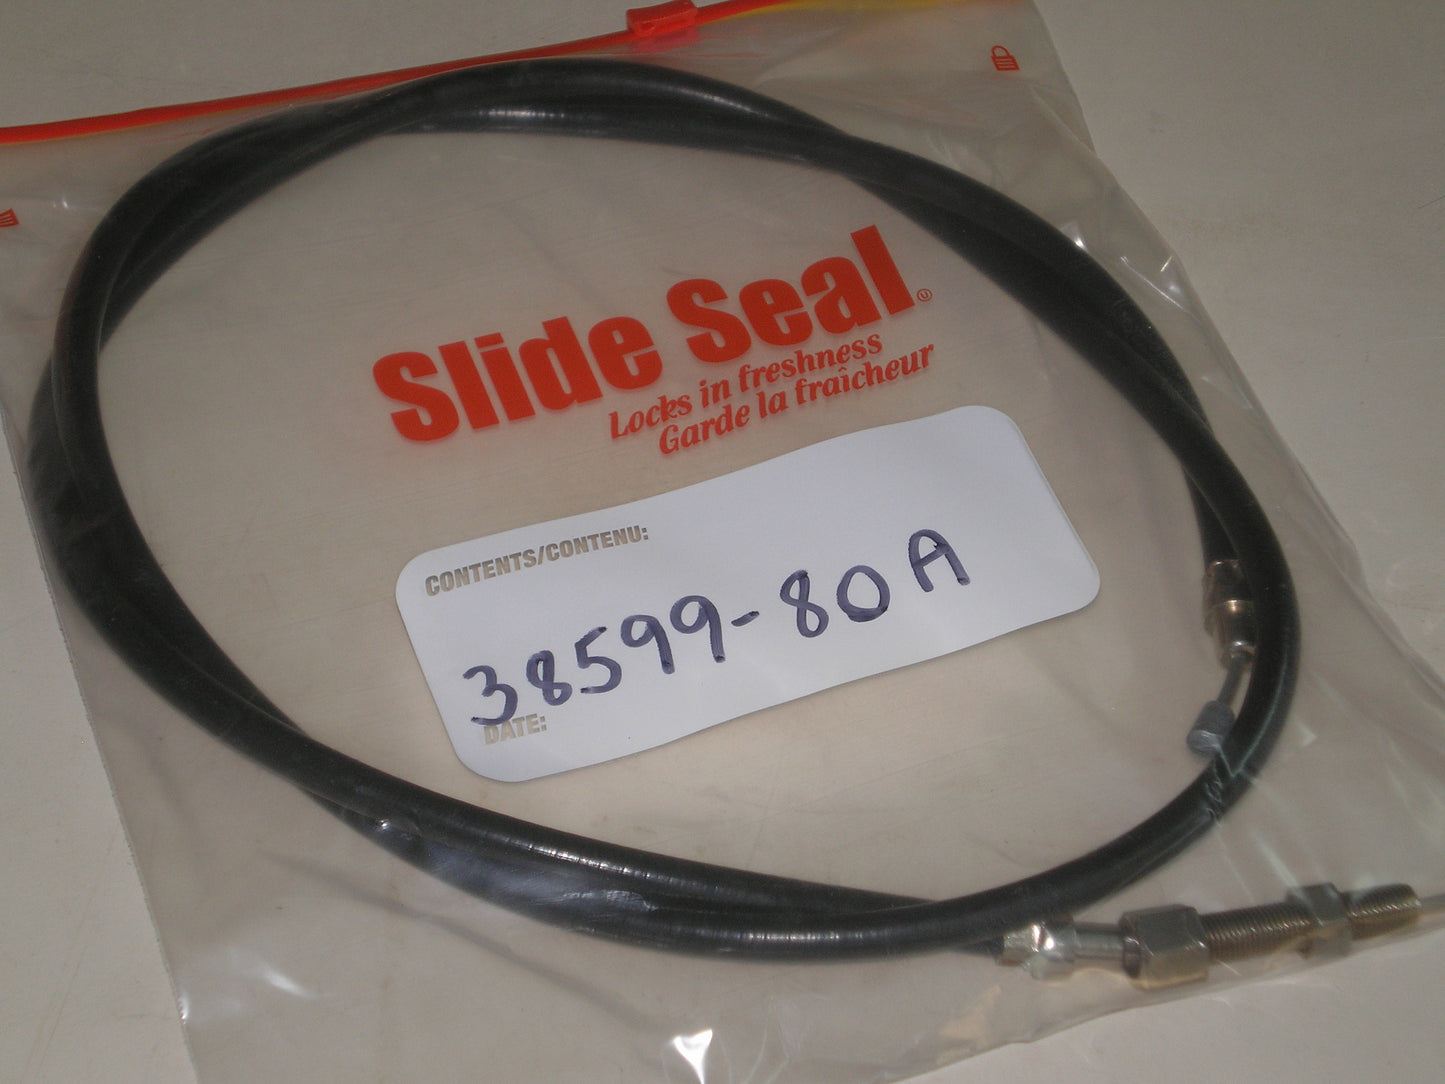 Slide Seal
Locks in freshness
Garde la fraîcheur
CONTENTS/CONTENU:
38599-80A
DATE: